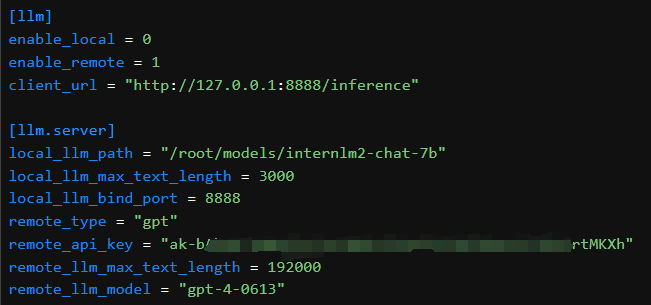 [llm]
enable_local = 0
enable_remote = 1
client_url = "http://127.0.0.1:8888/inference"
[llm.server]
local_llm_path = "/root/models/internlm2-chat-7b"
local_llm_max_text_length = 3000
local_llm_bind_port = 8888
remote_type = "gpt"
remote_api_key = "ak-b rtMKXh"
remote_llm_max_text_length = 192000
remote_llm_model = "gpt-4-0613"